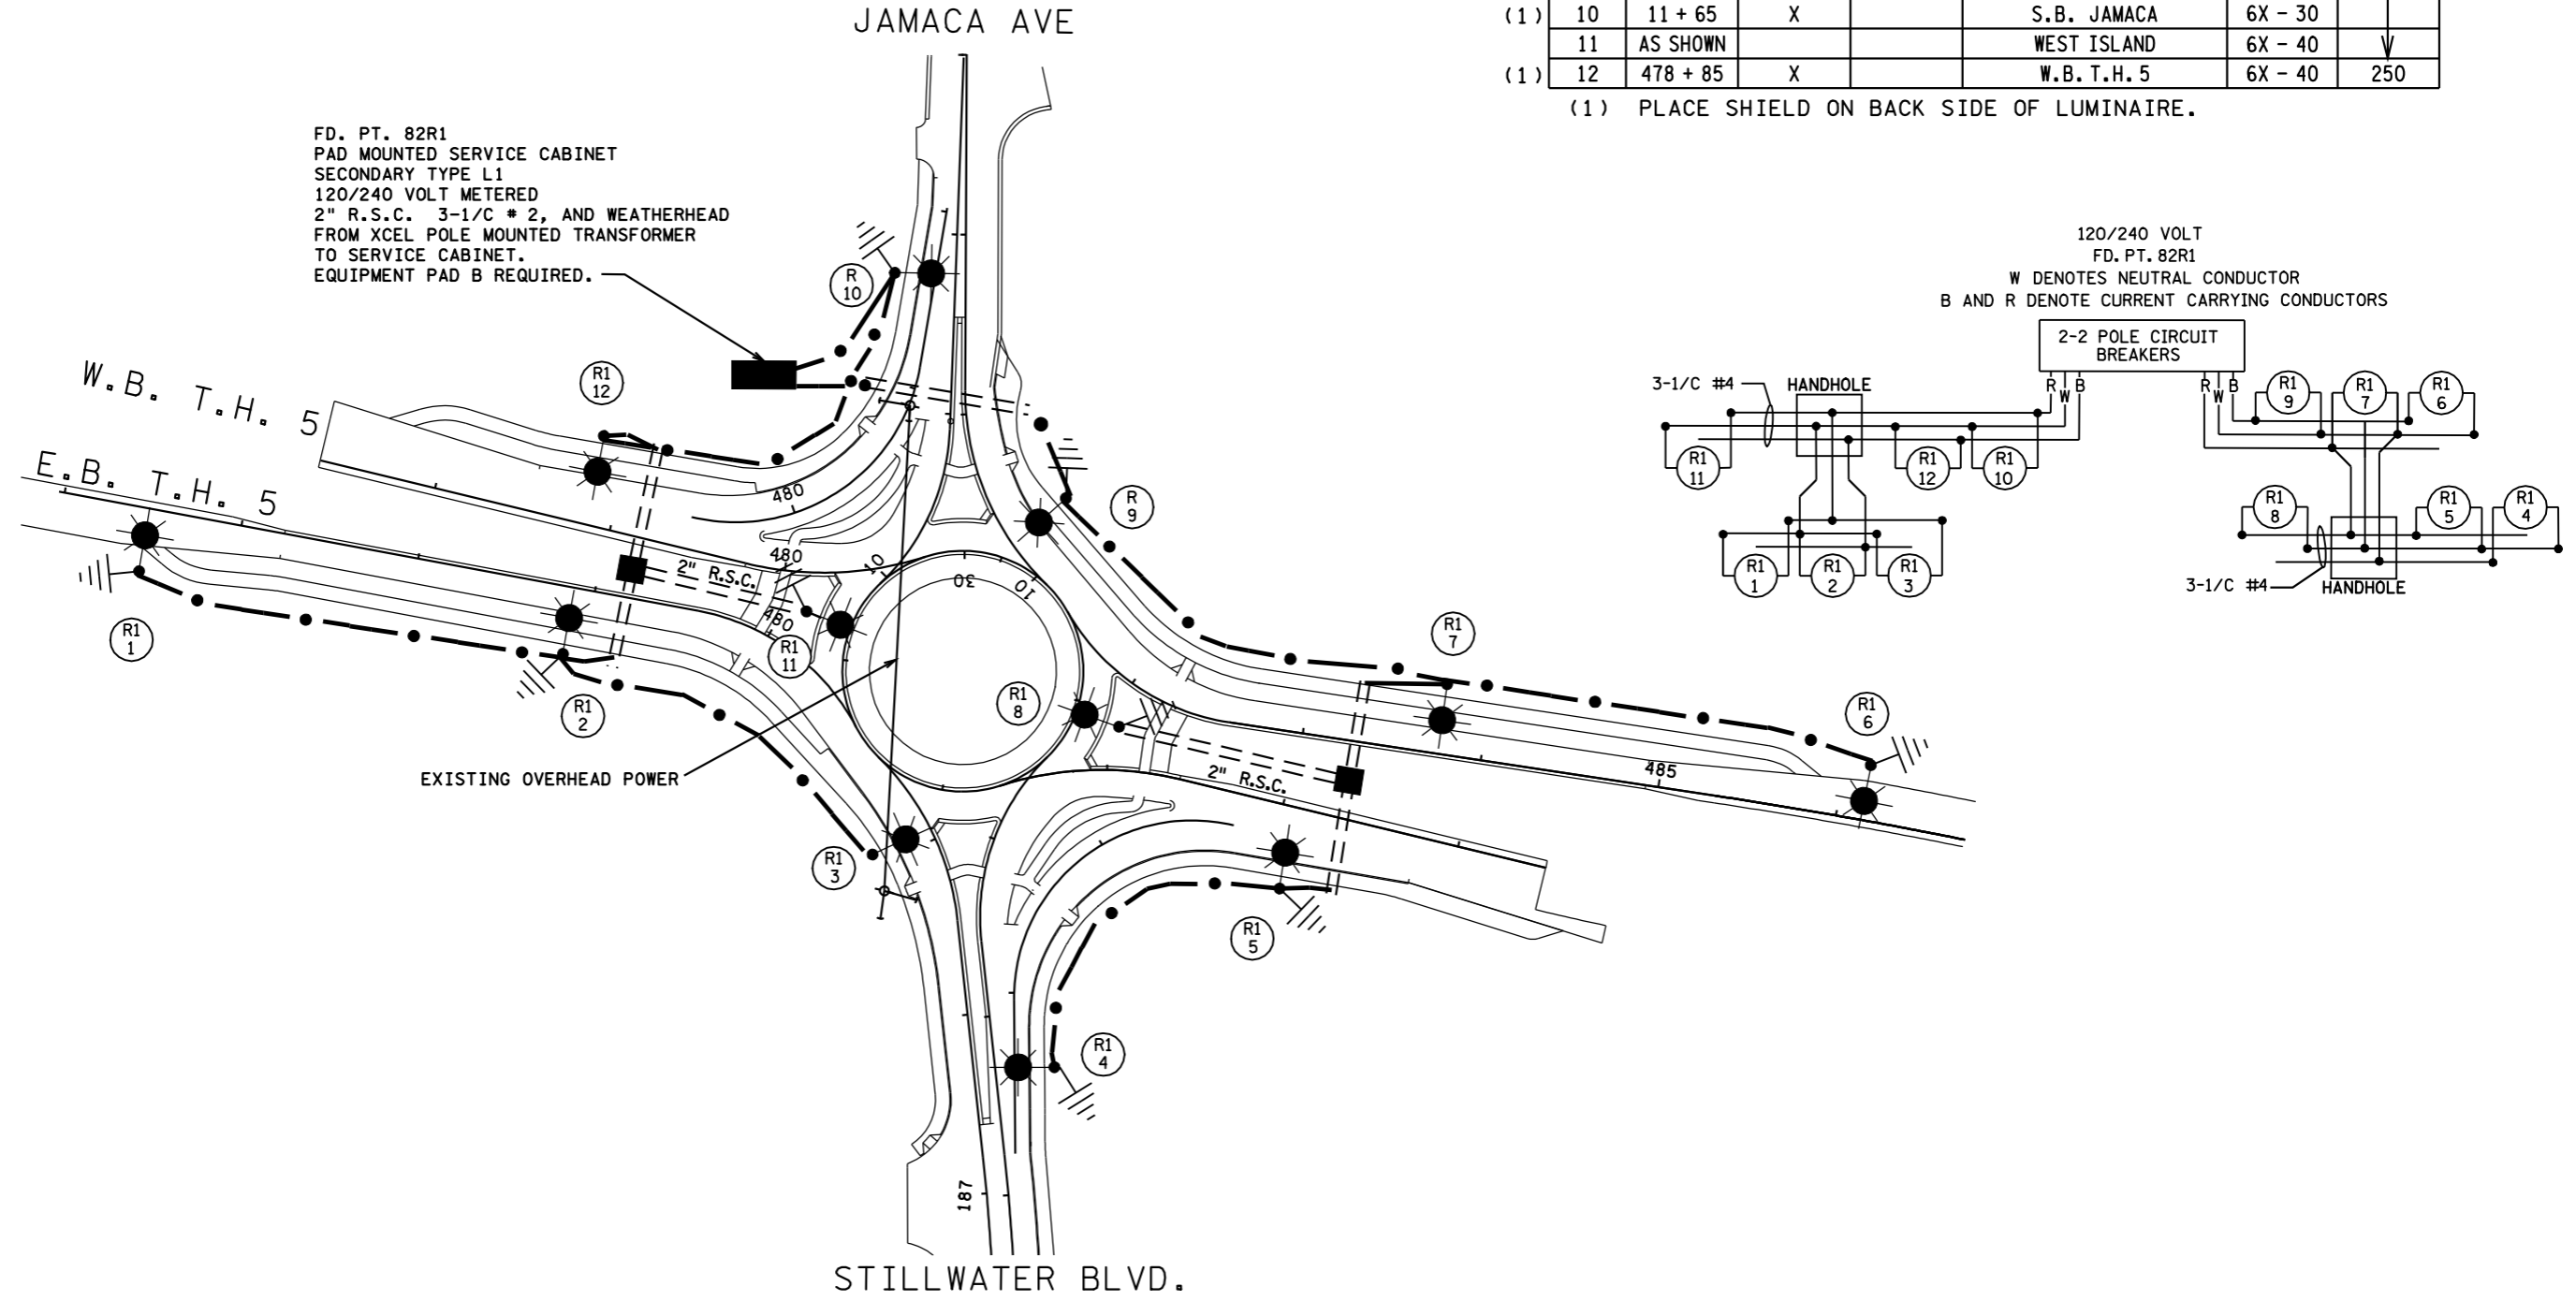 JAMACA AVE
(1) 10 11 + 65 X S.B. JAMACA 6X - 30
11 AS SHOWN WEST ISLAND 6X - 40
(1) 12 478 + 85 X W.B. T.H. 5 6X - 40 250
(1) PLACE SHIELD ON BACK SIDE OF LUMINAIRE.
FD. PT. 82R1
PAD MOUNTED SERVICE CABINET
SECONDARY TYPE L1
120/240 VOLT METERED
2" R.S.C. 3-1/C # 2, AND WEATHERHEAD
FROM XCEL POLE MOUNTED TRANSFORMER
TO SERVICE CABINET.
EQUIPMENT PAD B REQUIRED.
120/240 VOLT
FD. PT. 82R1
W DENOTES NEUTRAL CONDUCTOR
B AND R DENOTE CURRENT CARRYING CONDUCTORS
2-2 POLE CIRCUIT
BREAKERS
R W B
R W B
3-1/C #4
HANDHOLE
R1
11
R1
12
R1
10
R1
1
R1
2
R1
3
R1
9
R1
7
R1
6
R1
8
R1
5
R1
4
3-1/C #4
HANDHOLE
R
10
R1
12
W.B. T.H. 5
E.B. T.H. 5
480
480
480
2" R.S.C.
10
30
10
R
9
R1
1
R1
2
R1
11
R1
8
R1
7
R1
6
EXISTING OVERHEAD POWER
2" R.S.C.
485
R1
3
R1
5
R1
4
187
STILLWATER BLVD.